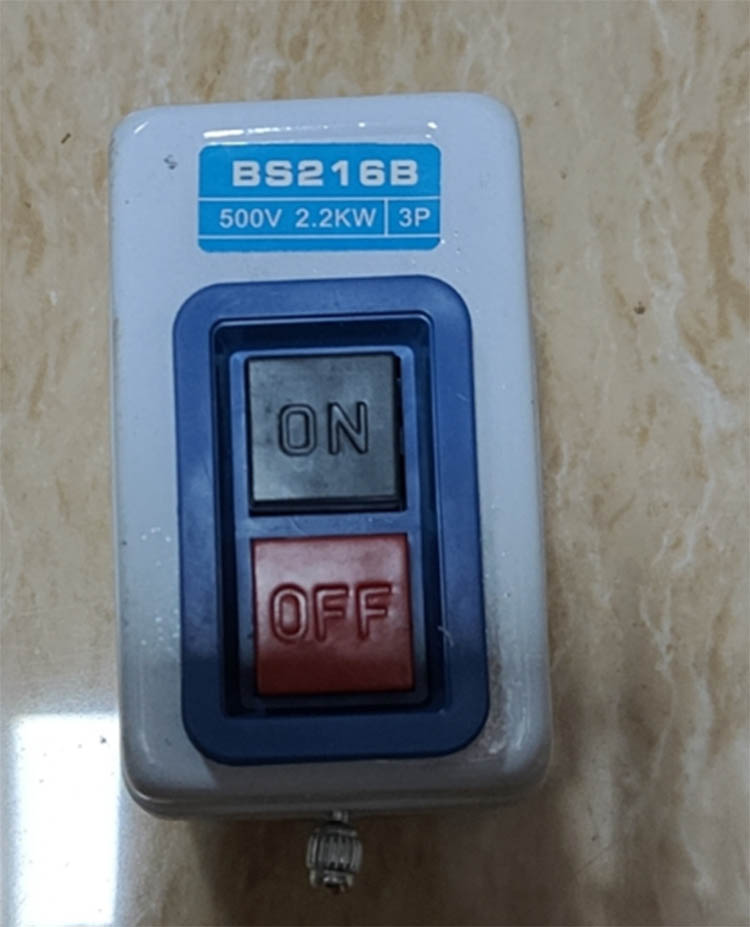 BS216B
500V 2.2KW 3P
ON
OFF